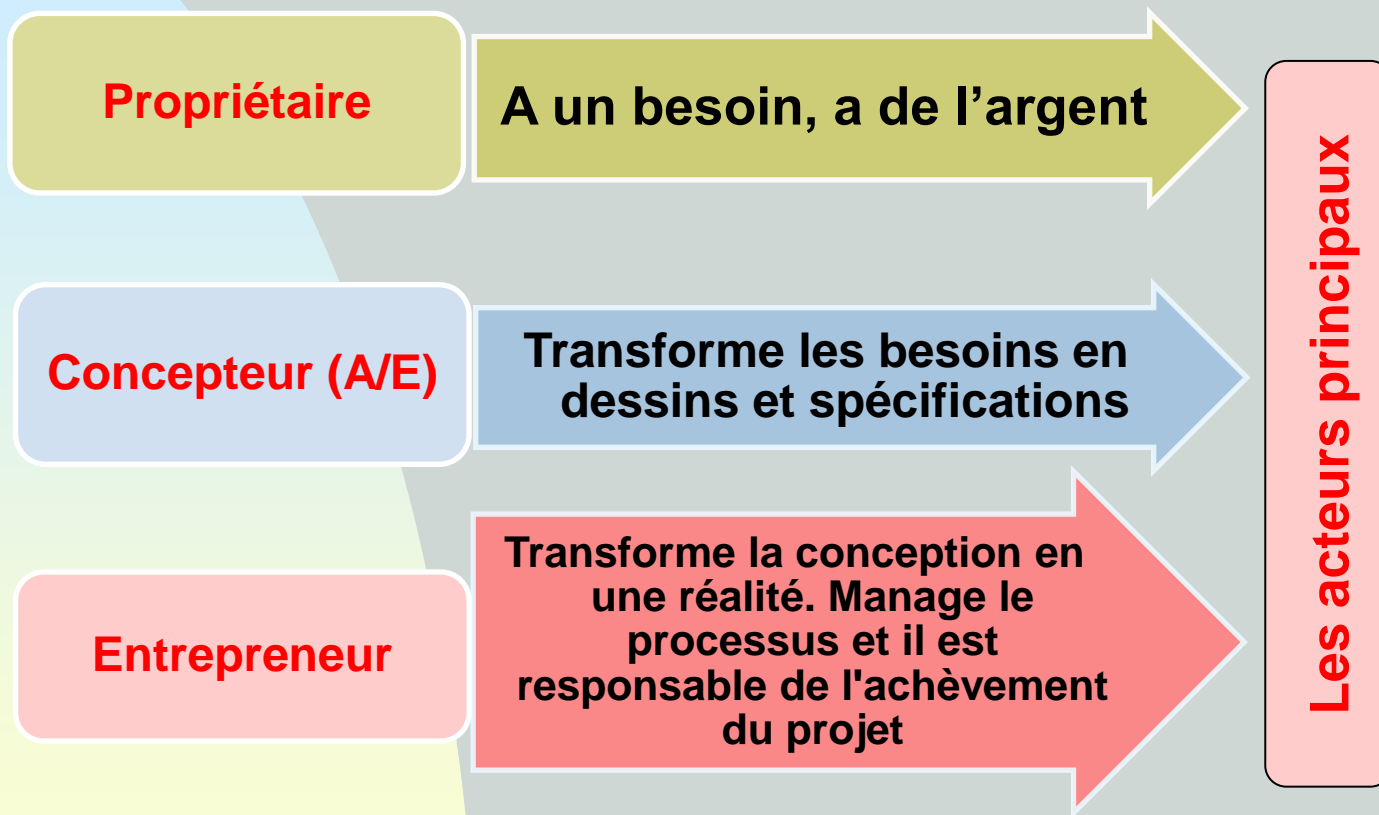 Propriétaire
A un besoin, a de l’argent
Concepteur (A/E)
Transforme les besoins en
dessins et spécifications
Entrepreneur
Transforme la conception en
une réalité. Manage le
processus et il est
responsable de l'achèvement
du projet
Les acteurs principaux